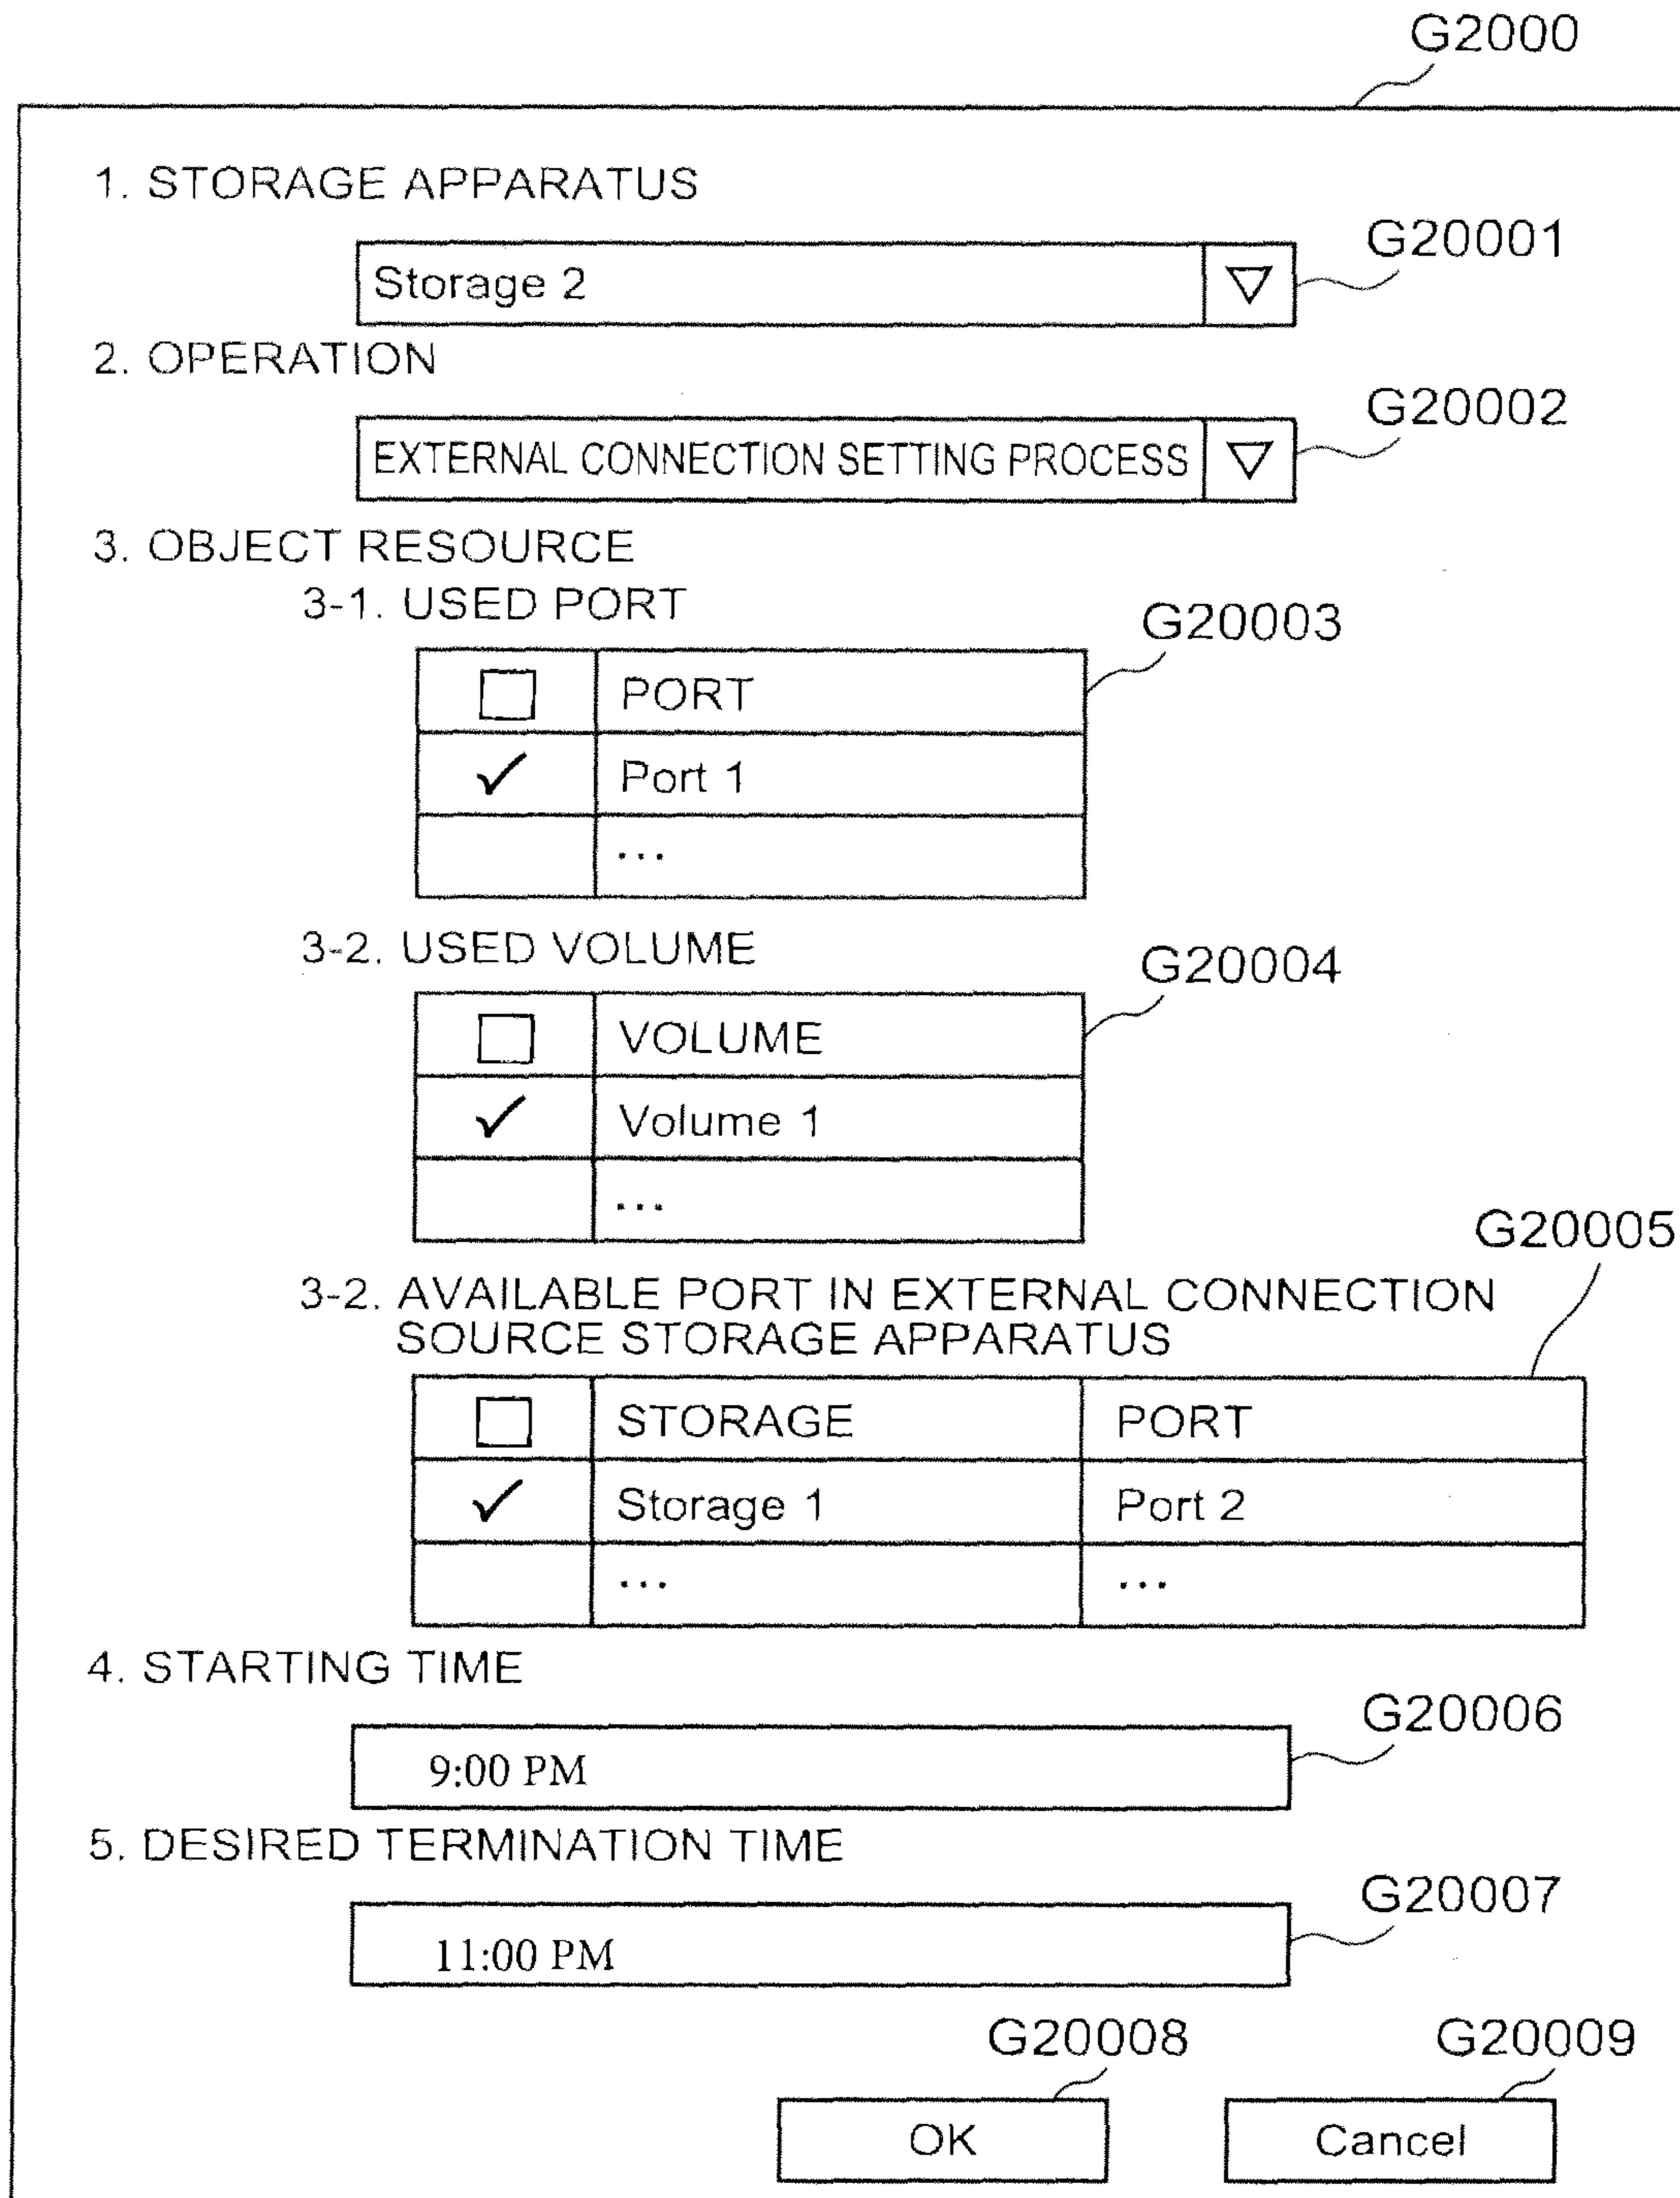 G2000
1. STORAGE APPARATUS
G20001
Storage 2
2. OPERATION
G20002
EXTERNAL CONNECTION SETTING PROCESS
3. OBJECT RESOURCE
3-1. USED PORT
G20003
PORT
Port 1
...
3-2. USED VOLUME
G20004
VOLUME
Volume 1
...
G20005
3-2. AVAILABLE PORT IN EXTERNAL CONNECTION
SOURCE STORAGE APPARATUS
STORAGE PORT
Storage 1 Port 2
... ...
4. STARTING TIME
G20006
9:00 PM
5. DESIRED TERMINATION TIME
G20007
11:00 PM
G20008 G20009
OK Cancel